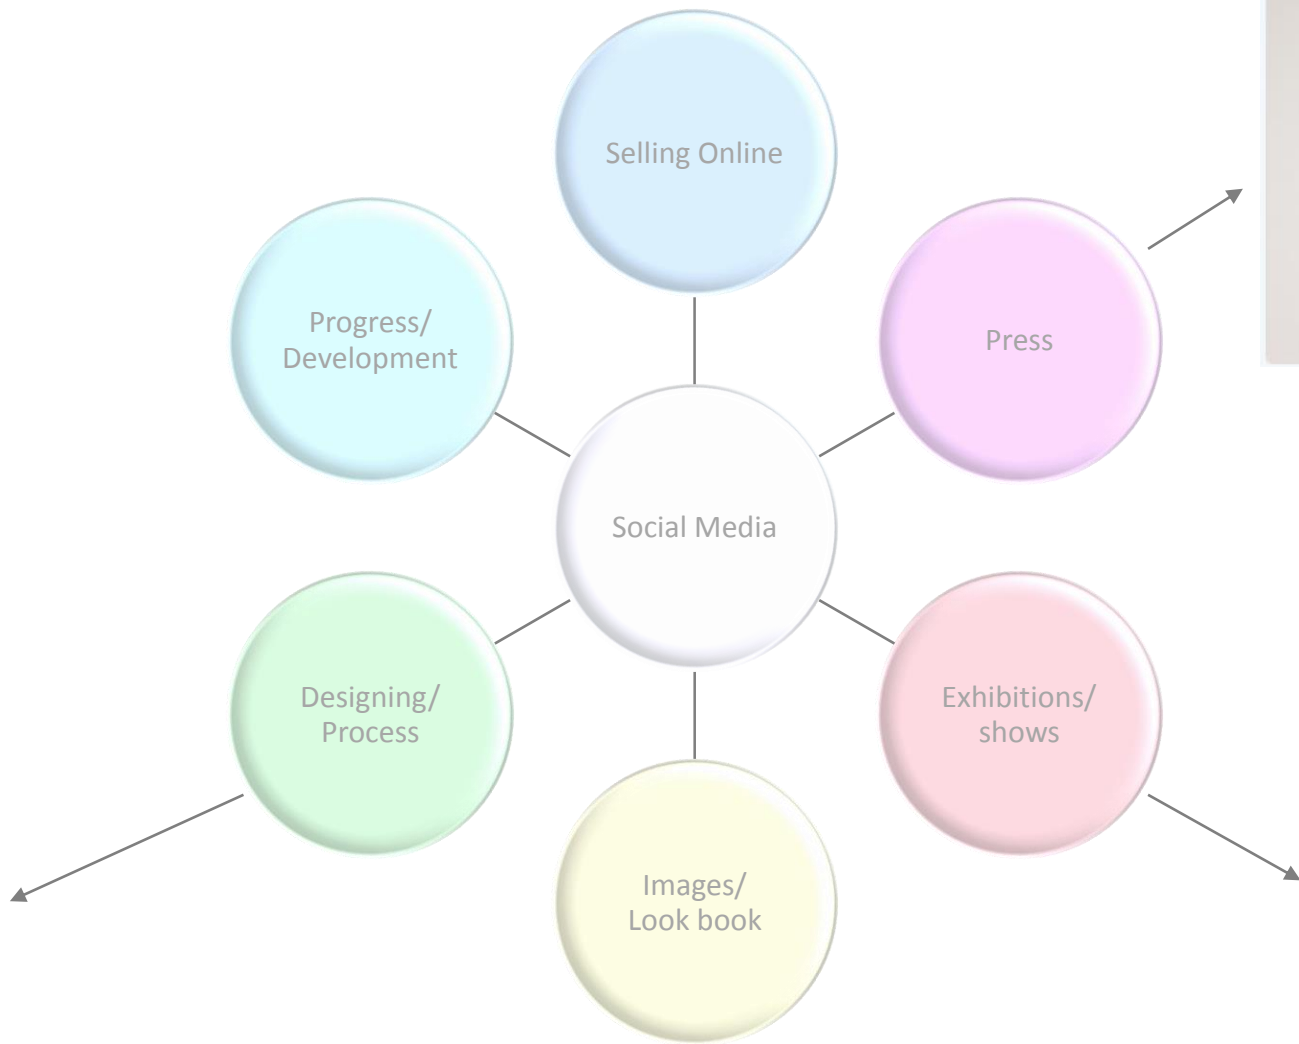 Selling Online
Progress/
Development
Press
Social Media
Designing/
Process
Exhibitions/
shows
Images/
Look book